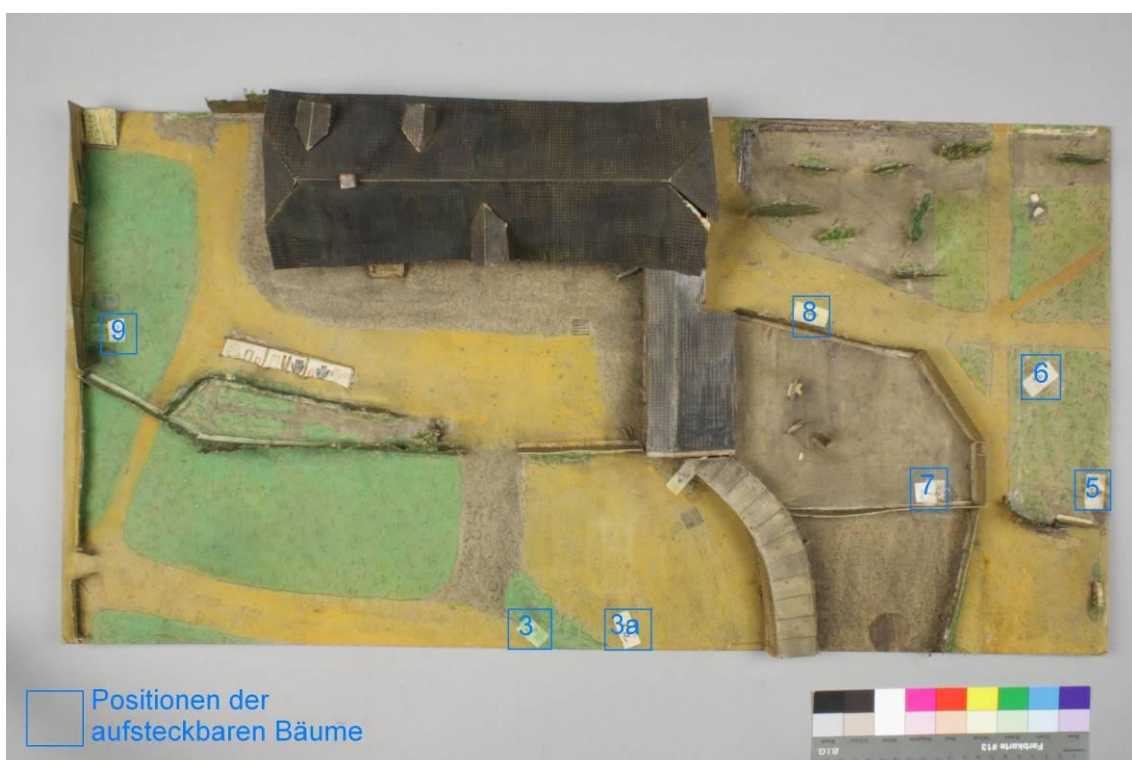 8
9
6
7
5
3
3a
Positionen der
aufsteckbaren Bäume
Farbkarte #13
B.I.G.